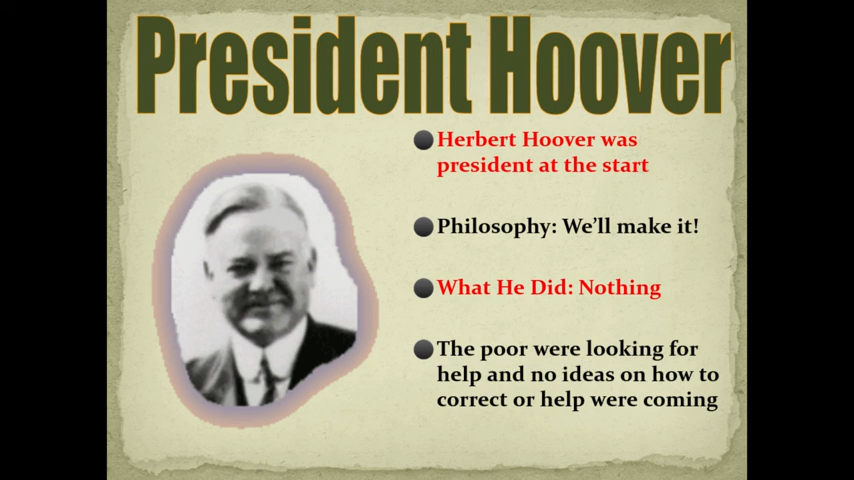 President Hoover
Herbert Hoover was
president at the start
Philosophy: We’ll make it!
What He Did: Nothing
The poor were looking for
help and no ideas on how to
correct or help were coming